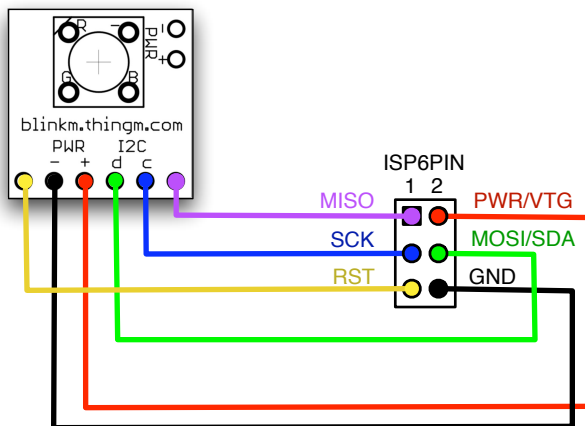 R -
PWR - +
G B
blinkm.thingm.com
PWR I2C
- + d c
ISP6PIN
1 2
MISO PWR/VTG
SCK MOSI/SDA
RST GND